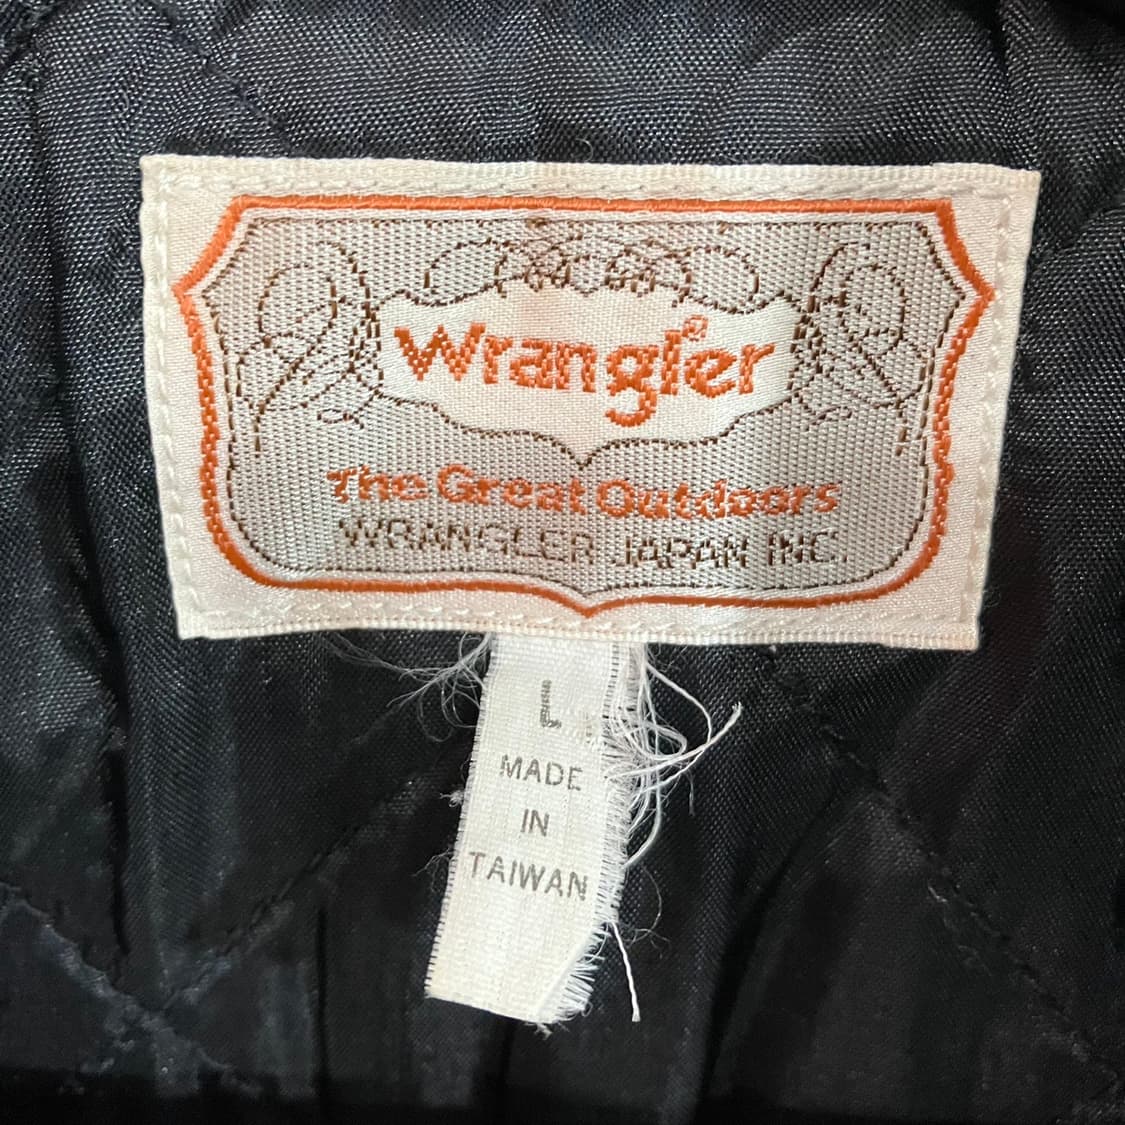 Wrangler®
The Great Outdoors
WRANGLER JAPAN INC.
MADE
IN
TAIWAN